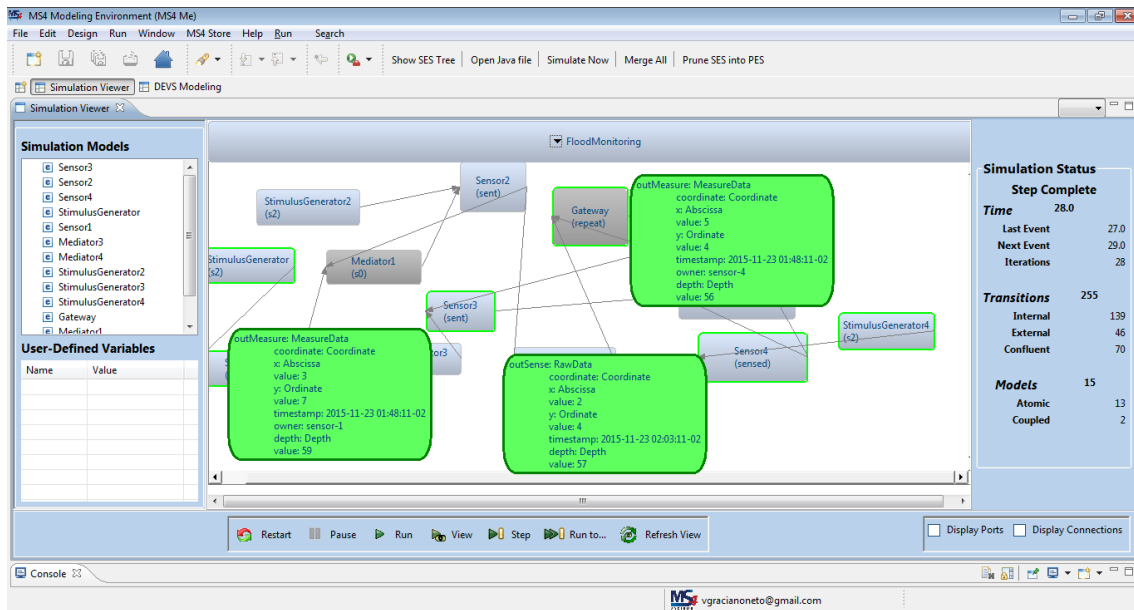 MS4 Modeling Environment (MS4 Me)
File Edit Design Run Window MS4 Store Help Run Search
Show SES Tree Open Java file Simulate Now Merge All Prune SES into PES
Simulation Viewer DEVS Modeling
Simulation Viewer
Simulation Models
Sensor3
Sensor2
Sensor4
StimulusGenerator
Sensor1
Mediator3
Mediator4
StimulusGenerator2
StimulusGenerator3
StimulusGenerator4
Gateway
Mediator1
User-Defined Variables
Name Value
FloodMonitoring
Sensor2
(sent)
StimulusGenerator2
(s2)
Gateway
(repeat)
StimulusGenerator
(s2)
Mediator1
(s0)
Sensor3
(sent)
StimulusGenerator4
(s2)
Sensor4
(sensed)
outMeasure: MeasureData
coordinate: Coordinate
x: Abscissa
value: 5
y: Ordinate
value: 4
timestamp: 2015-11-23 01:48:11-02
owner: sensor-4
depth: Depth
value: 56
outMeasure: MeasureData
coordinate: Coordinate
x: Abscissa
value: 3
y: Ordinate
value: 7
timestamp: 2015-11-23 01:48:11-02
owner: sensor-1
depth: Depth
value: 59
outSense: RawData
coordinate: Coordinate
x: Abscissa
value: 2
y: Ordinate
value: 4
timestamp: 2015-11-23 02:03:11-02
depth: Depth
value: 57
Simulation Status
Step Complete
Time 28.0
Last Event 27.0
Next Event 29.0
Iterations 28
Transitions 255
Internal 139
External 46
Confluent 70
Models 15
Atomic 13
Coupled 2
Restart Pause Run View Step Run to... Refresh View
Display Ports Display Connections
Console
MS4 vgracianoneto@gmail.com